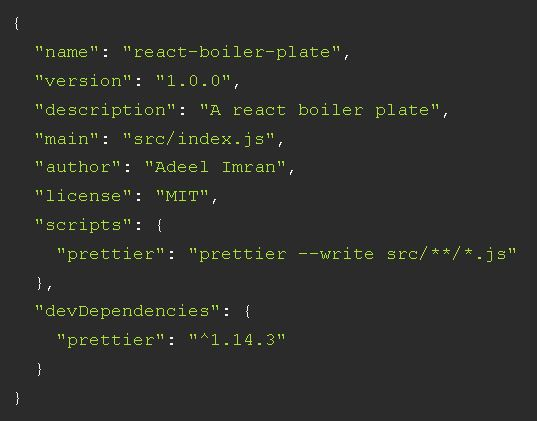 {
"name": "react-boiler-plate",
"version": "1.0.0",
"description": "A react boiler plate",
"main": "src/index.js",
"author": "Adeel Imran",
"license": "MIT",
"scripts": {
"prettier": "prettier --write src/**/*.js"
},
"devDependencies": {
"prettier": "^1.14.3"
}
}